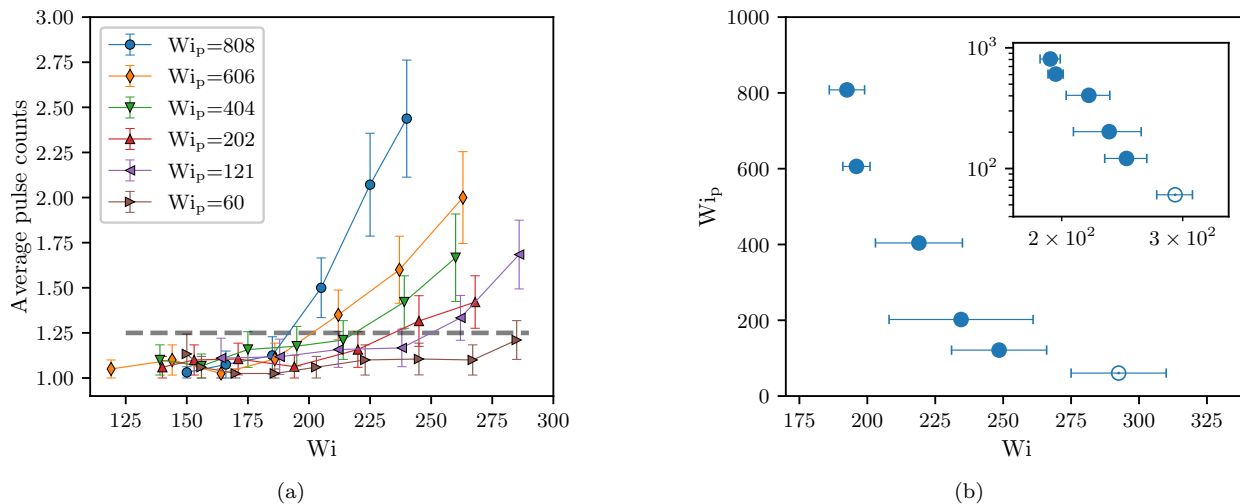 3.00
2.75
2.50
2.25
2.00
1.75
1.50
1.25
1.00
Average pulse counts
Wi_p=808
Wi_p=606
Wi_p=404
Wi_p=202
Wi_p=121
Wi_p=60
125 150 175 200 225 250 275 300
Wi
(a)
1000
800
600
400
200
0
Wi_p
10^3
10^2
2 × 10^2 3 × 10^2
175 200 225 250 275 300 325
Wi
(b)